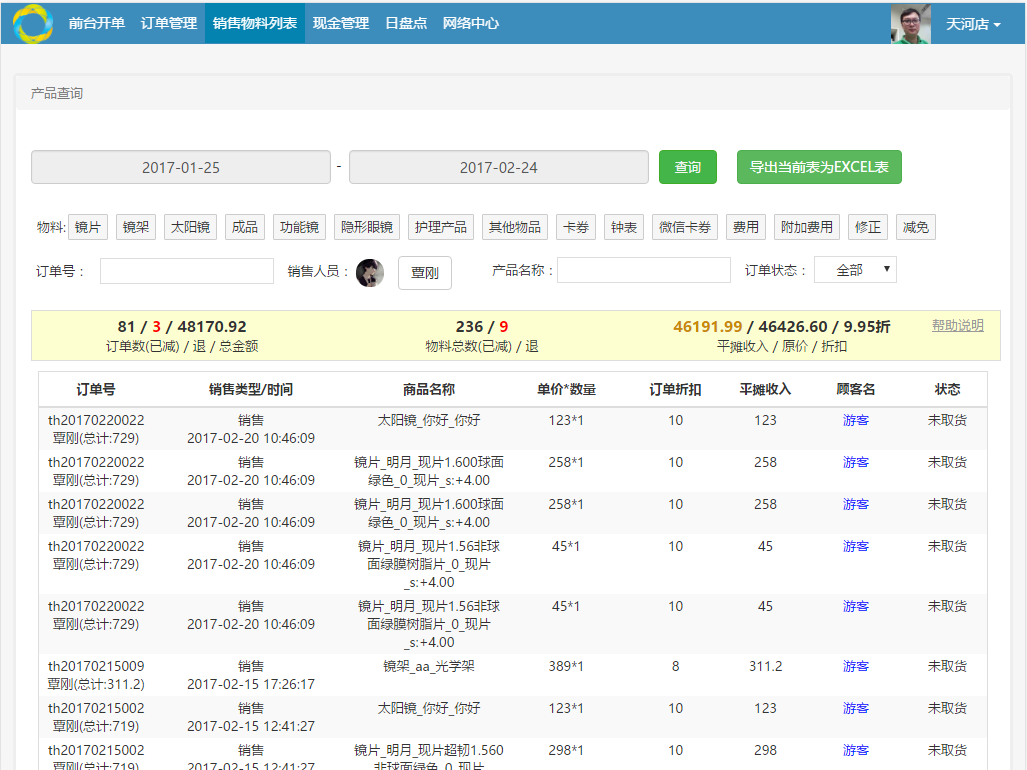 前台开单 订单管理 销售物料列表 现金管理 日盘点 网络中心 天河店
产品查询
2017-01-25 - 2017-02-24 查询 导出当前表为EXCEL表
物料: 镜片 镜架 太阳镜 成品 功能镜 隐形眼镜 护理产品 其他物品 卡券 钟表 微信卡券 费用 附加费用 修正 减免
订单号： 销售人员： 覃刚 产品名称： 订单状态： 全部
81 / 3 / 48170.92 236 / 9 46191.99 / 46426.60 / 9.95折 帮助说明
订单数(已减) / 退 / 总金额 物料总数(已减) / 退 平摊收入 / 原价 / 折扣
订单号 销售类型/时间 商品名称 单价*数量 订单折扣 平摊收入 顾客名 状态
th20170220022 销售 太阳镜_你好_你好 123*1 10 123 游客 未取货
覃刚(总计:729) 2017-02-20 10:46:09
th20170220022 销售 镜片_明月_现片1.600球面 258*1 10 258 游客 未取货
覃刚(总计:729) 2017-02-20 10:46:09 绿色_0_现片_s:+4.00
th20170220022 销售 镜片_明月_现片1.600球面 258*1 10 258 游客 未取货
覃刚(总计:729) 2017-02-20 10:46:09 绿色_0_现片_s:+4.00
th20170220022 销售 镜片_明月_现片1.56非球 45*1 10 45 游客 未取货
覃刚(总计:729) 2017-02-20 10:46:09 面绿膜树脂片_0_现片
_s:+4.00
th20170220022 销售 镜片_明月_现片1.56非球 45*1 10 45 游客 未取货
覃刚(总计:729) 2017-02-20 10:46:09 面绿膜树脂片_0_现片
_s:+4.00
th20170215009 销售 镜架_aa_光学架 389*1 8 311.2 游客 未取货
覃刚(总计:311.2) 2017-02-15 17:26:17
th20170215002 销售 太阳镜_你好_你好 123*1 10 123 游客 未取货
覃刚(总计:719) 2017-02-15 12:41:27
th20170215002 销售 镜片_明月_现片超韧1.560 298*1 10 298 游客 未取货
覃刚(总计:719) 2017-02-15 12:41:27 非球面绿色_0_现片